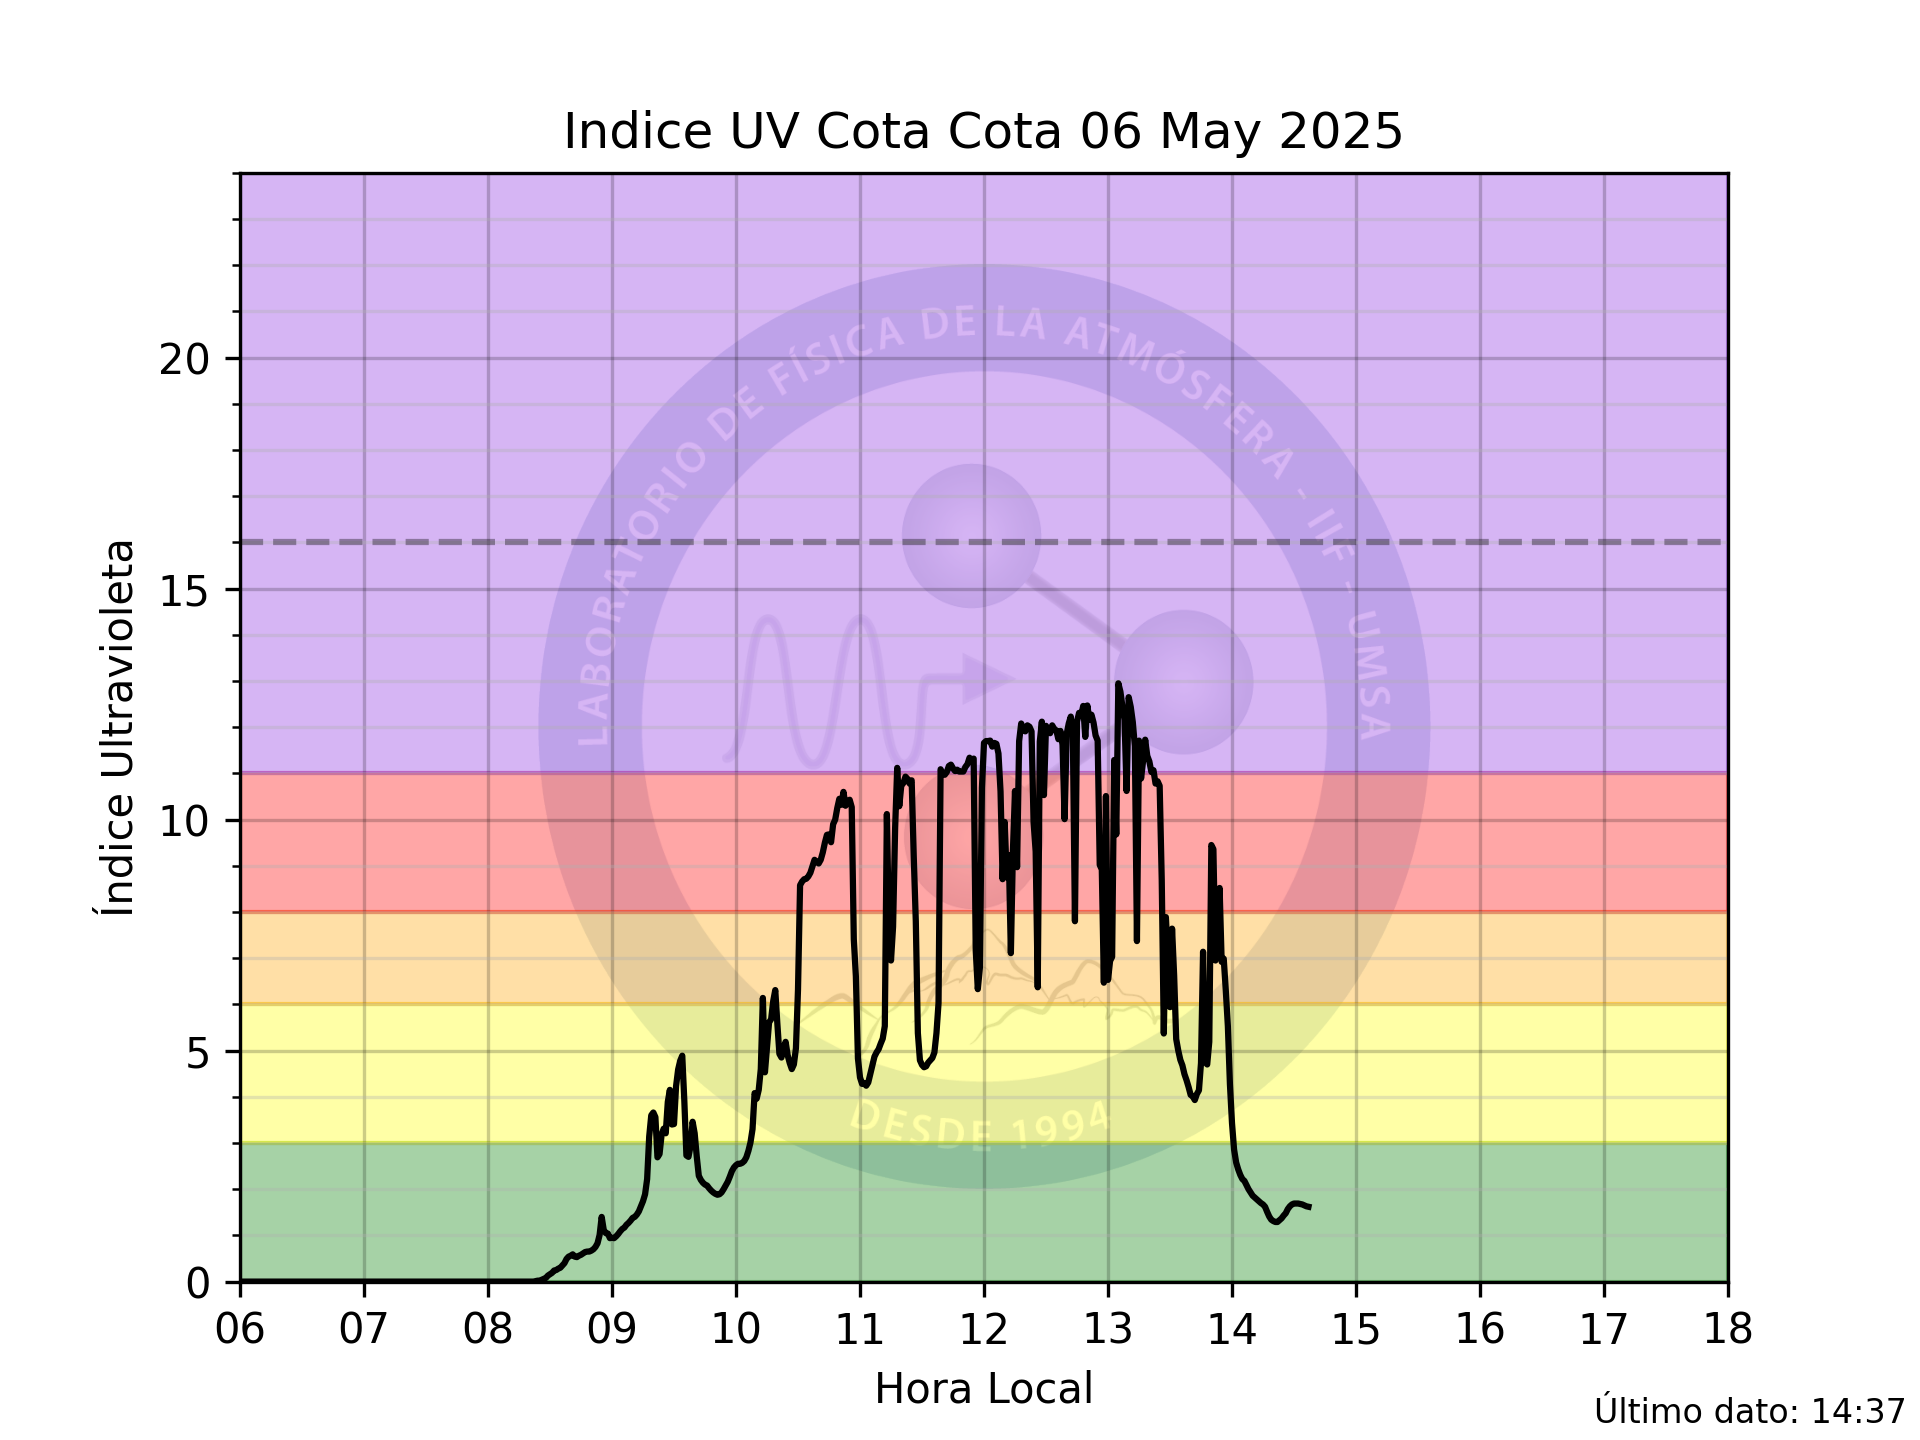 Indice UV Cota Cota 06 May 2025
LABORATORIO DE FÍSICA DE LA ATMÓSFERA - IIF - UMSA
DESDE 1994
Índice Ultravioleta
20
15
10
5
0
06 07 08 09 10 11 12 13 14 15 16 17 18
Hora Local
Último dato: 14:37